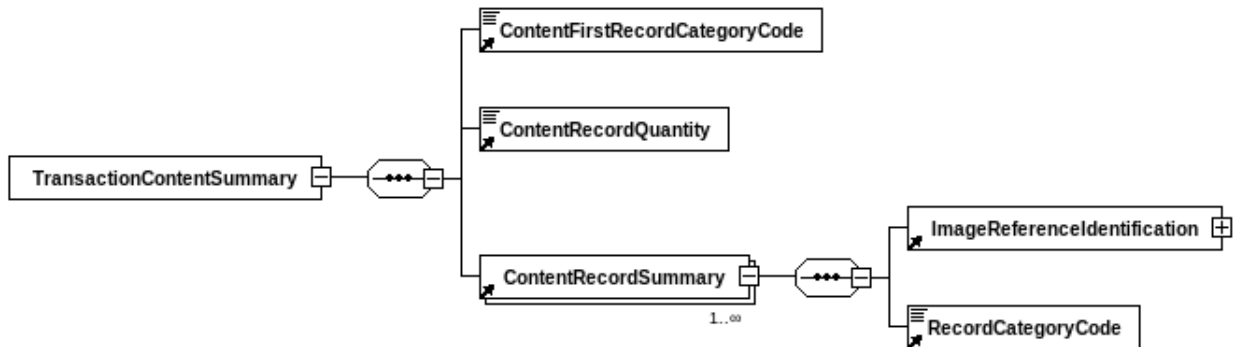 ContentFirstRecordCategoryCode
ContentRecordQuantity
TransactionContentSummary
ImageReferenceIdentification
ContentRecordSummary
1..∞
RecordCategoryCode